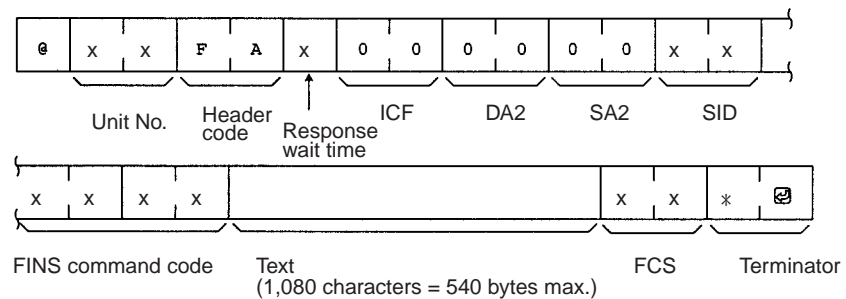 @ x x F A x 0 0 0 0 0 0 x x
Unit No. Header code Response wait time ICF DA2 SA2 SID
x x x x x x * ↵
FINS command code Text FCS Terminator
(1,080 characters = 540 bytes max.)